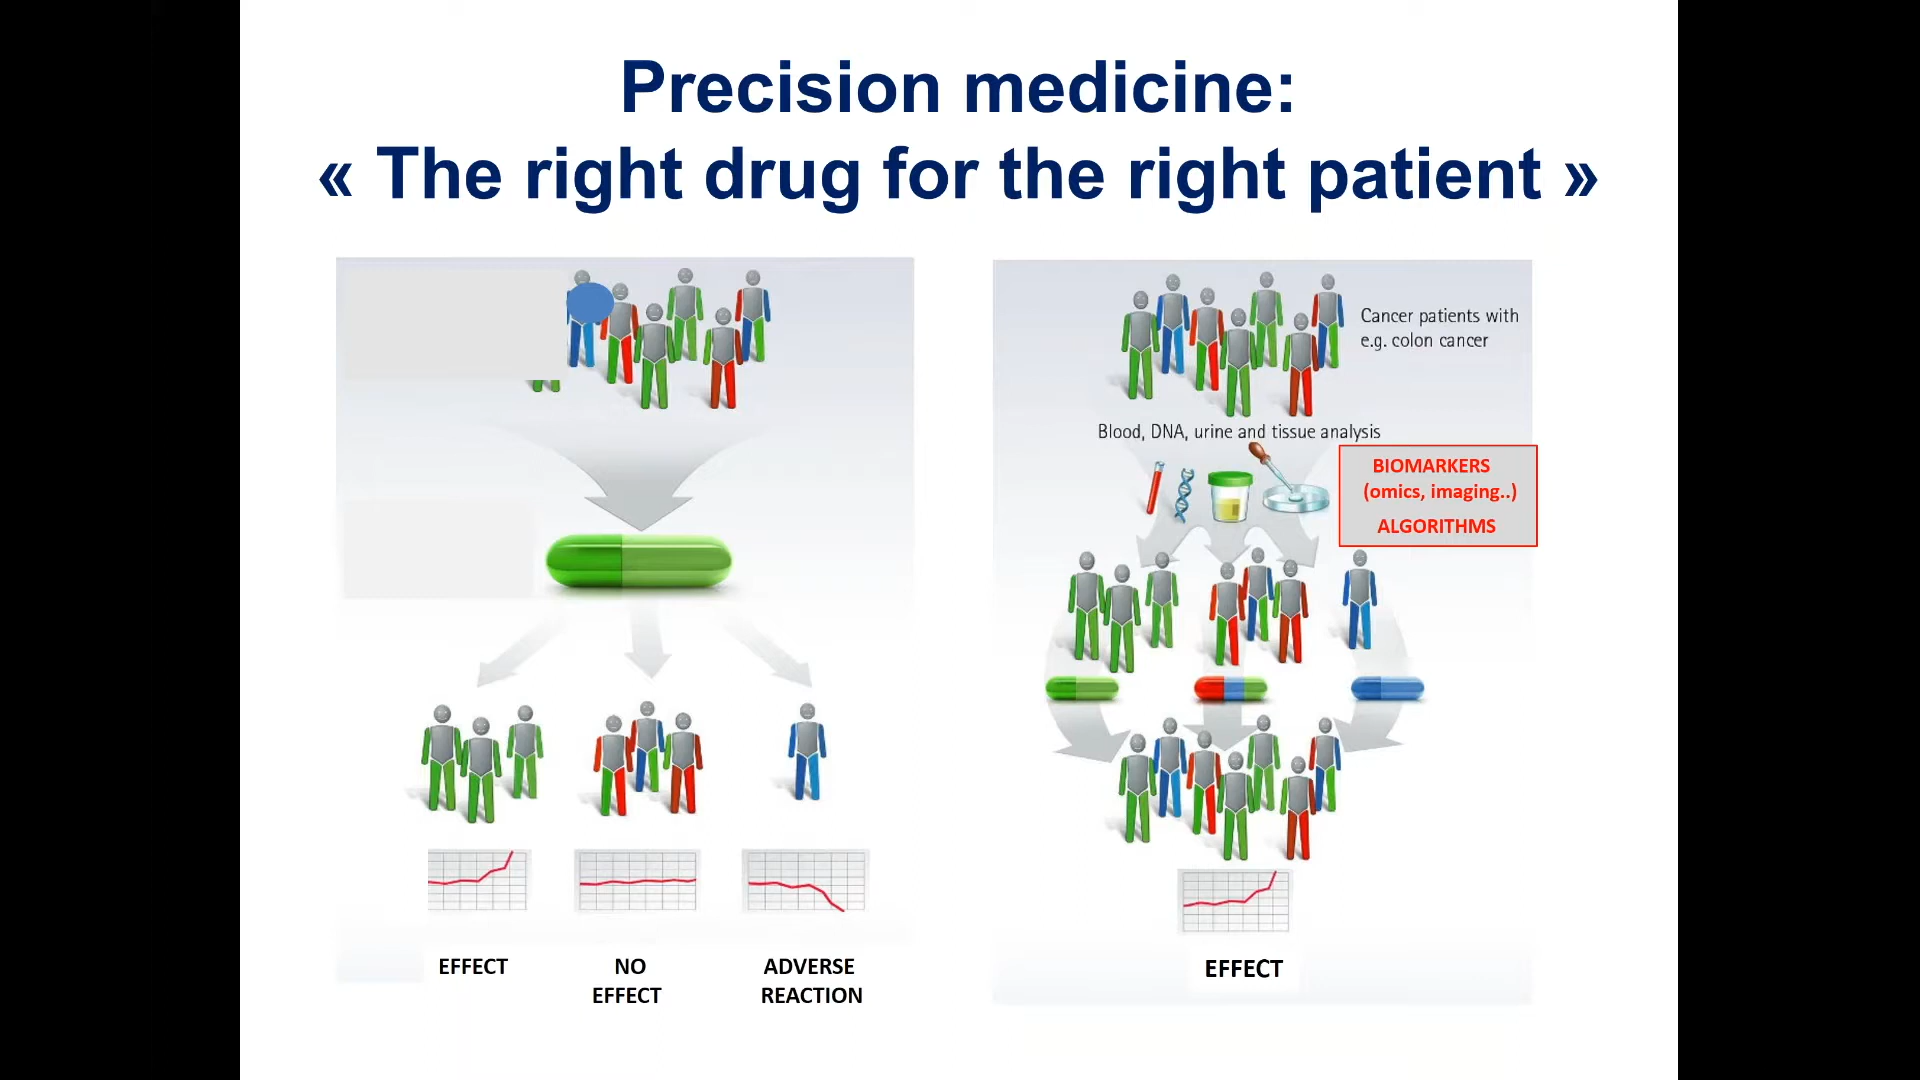 Precision medicine:
« The right drug for the right patient »
EFFECT
NO
EFFECT
ADVERSE
REACTION
Cancer patients with
e.g. colon cancer
Blood, DNA, urine and tissue analysis
BIOMARKERS
(omics, imaging..)
ALGORITHMS
EFFECT